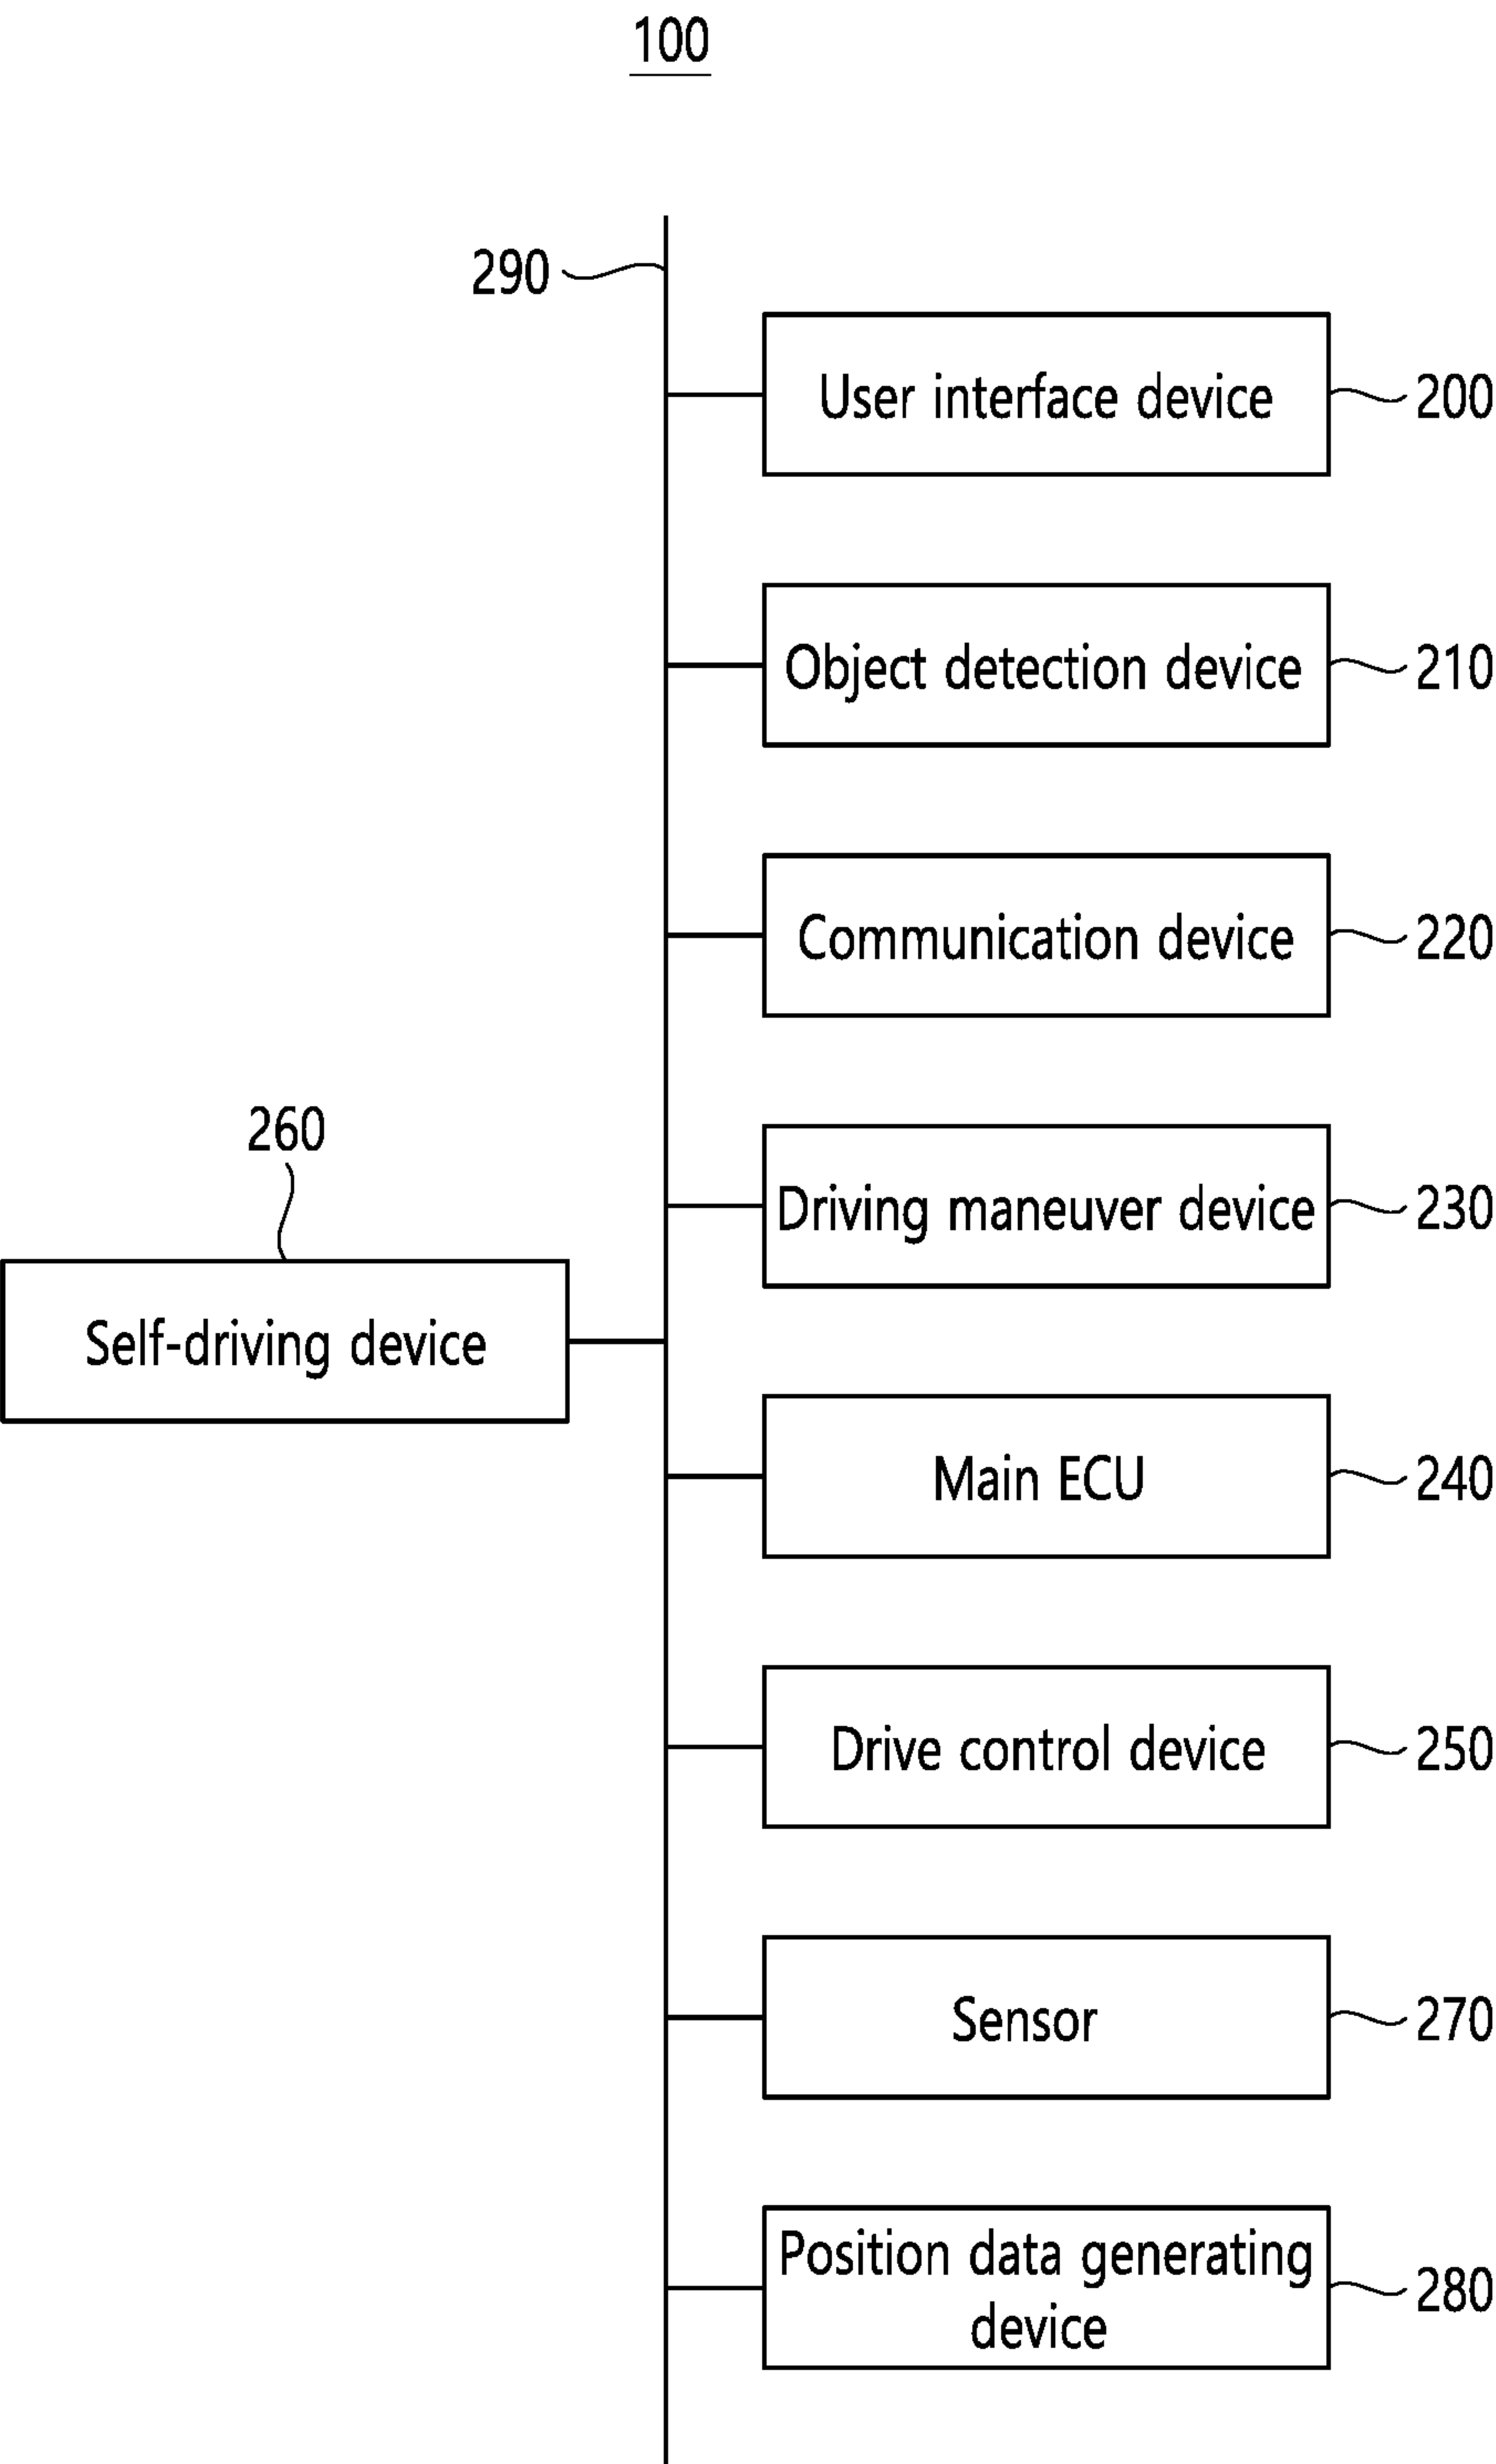 100
290
User interface device
200
Object detection device
210
Communication device
220
260
Driving maneuver device
230
Self-driving device
Main ECU
240
Drive control device
250
Sensor
270
Position data generating
device
280